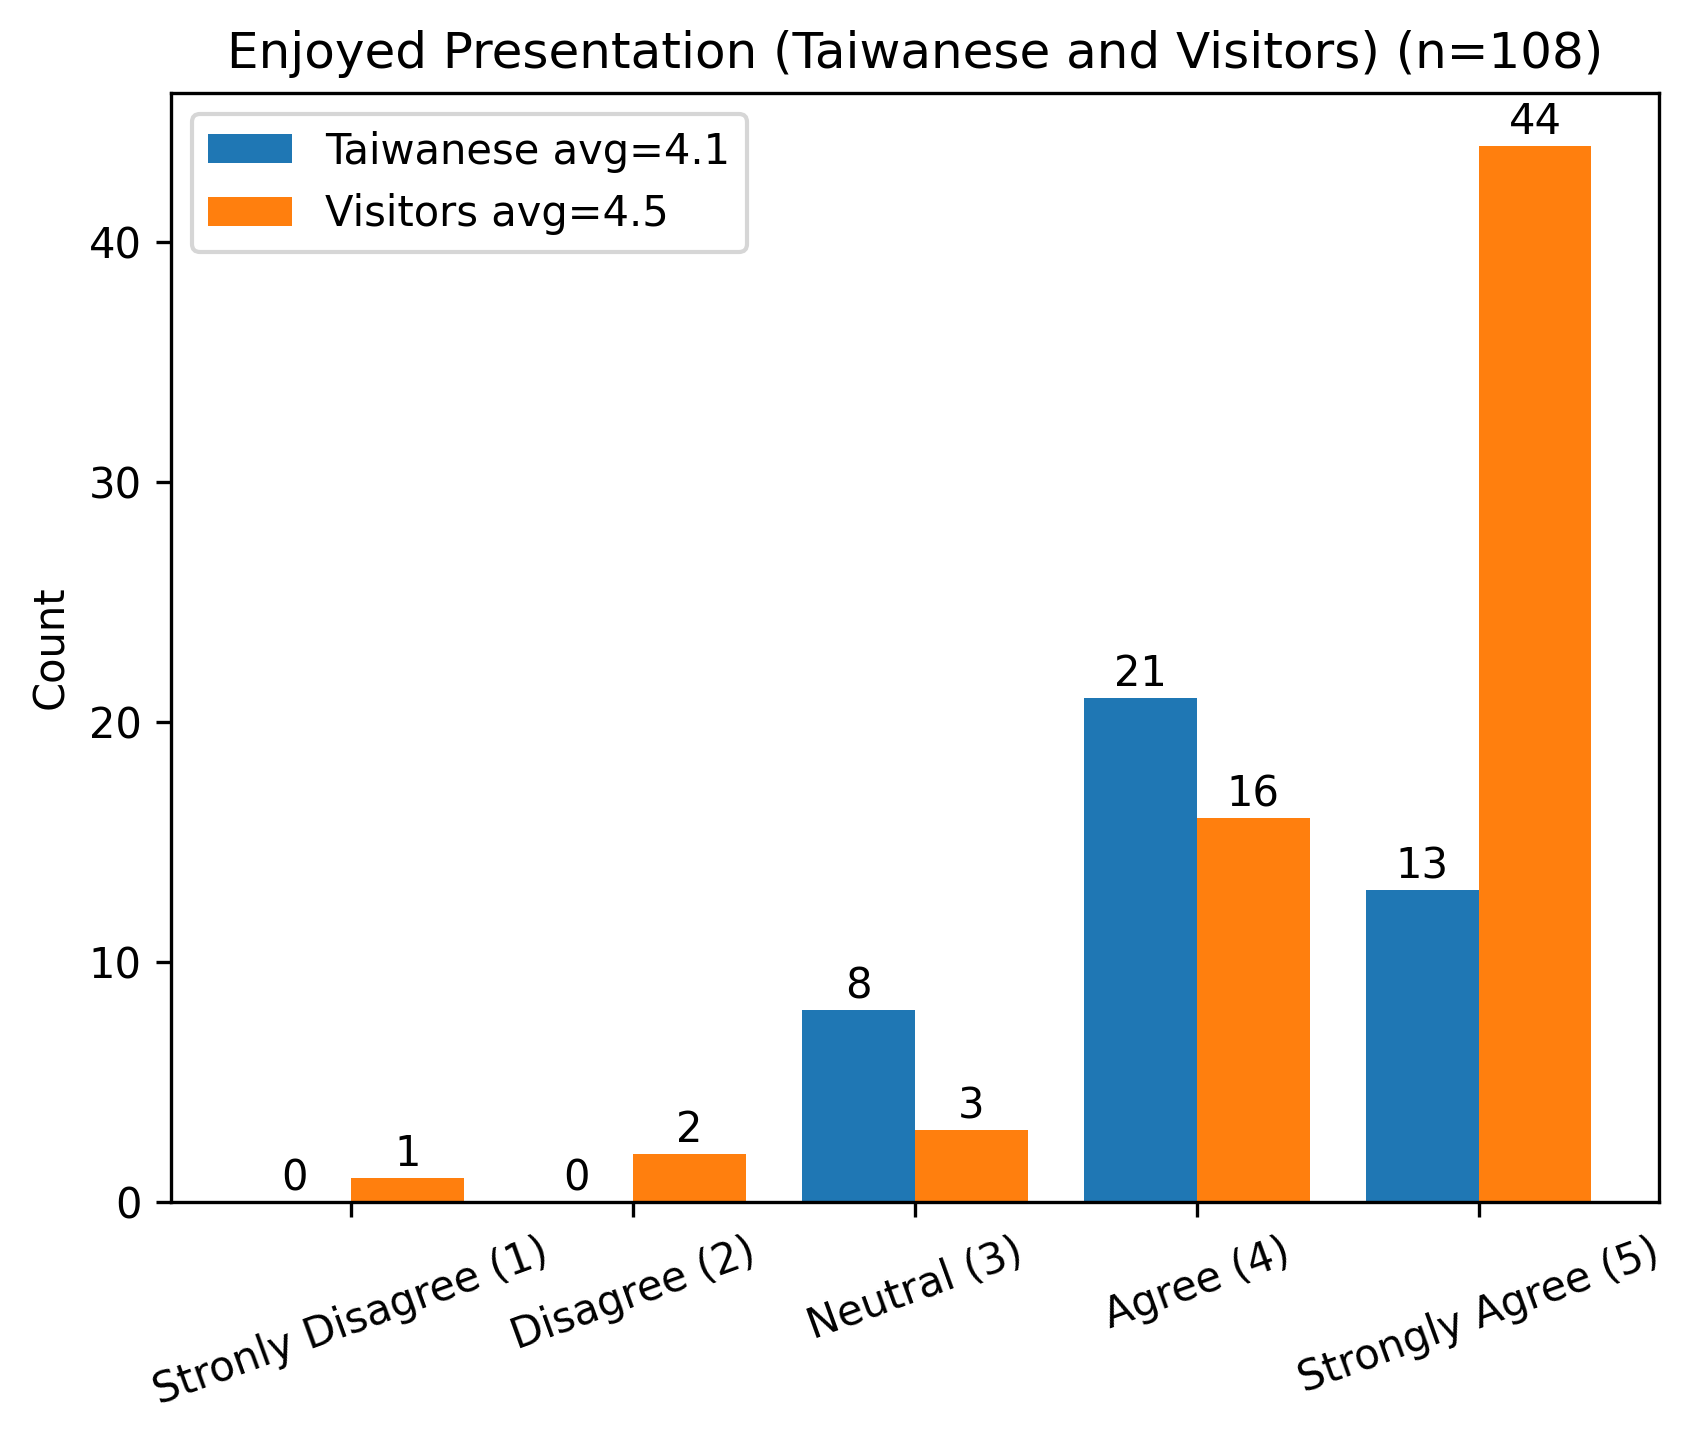 Enjoyed Presentation (Taiwanese and Visitors) (n=108)
Taiwanese avg=4.1
Visitors avg=4.5
Count
40
30
20
10
0
0
1
0
2
8
3
21
16
13
44
Stronly Disagree (1)
Disagree (2)
Neutral (3)
Agree (4)
Strongly Agree (5)